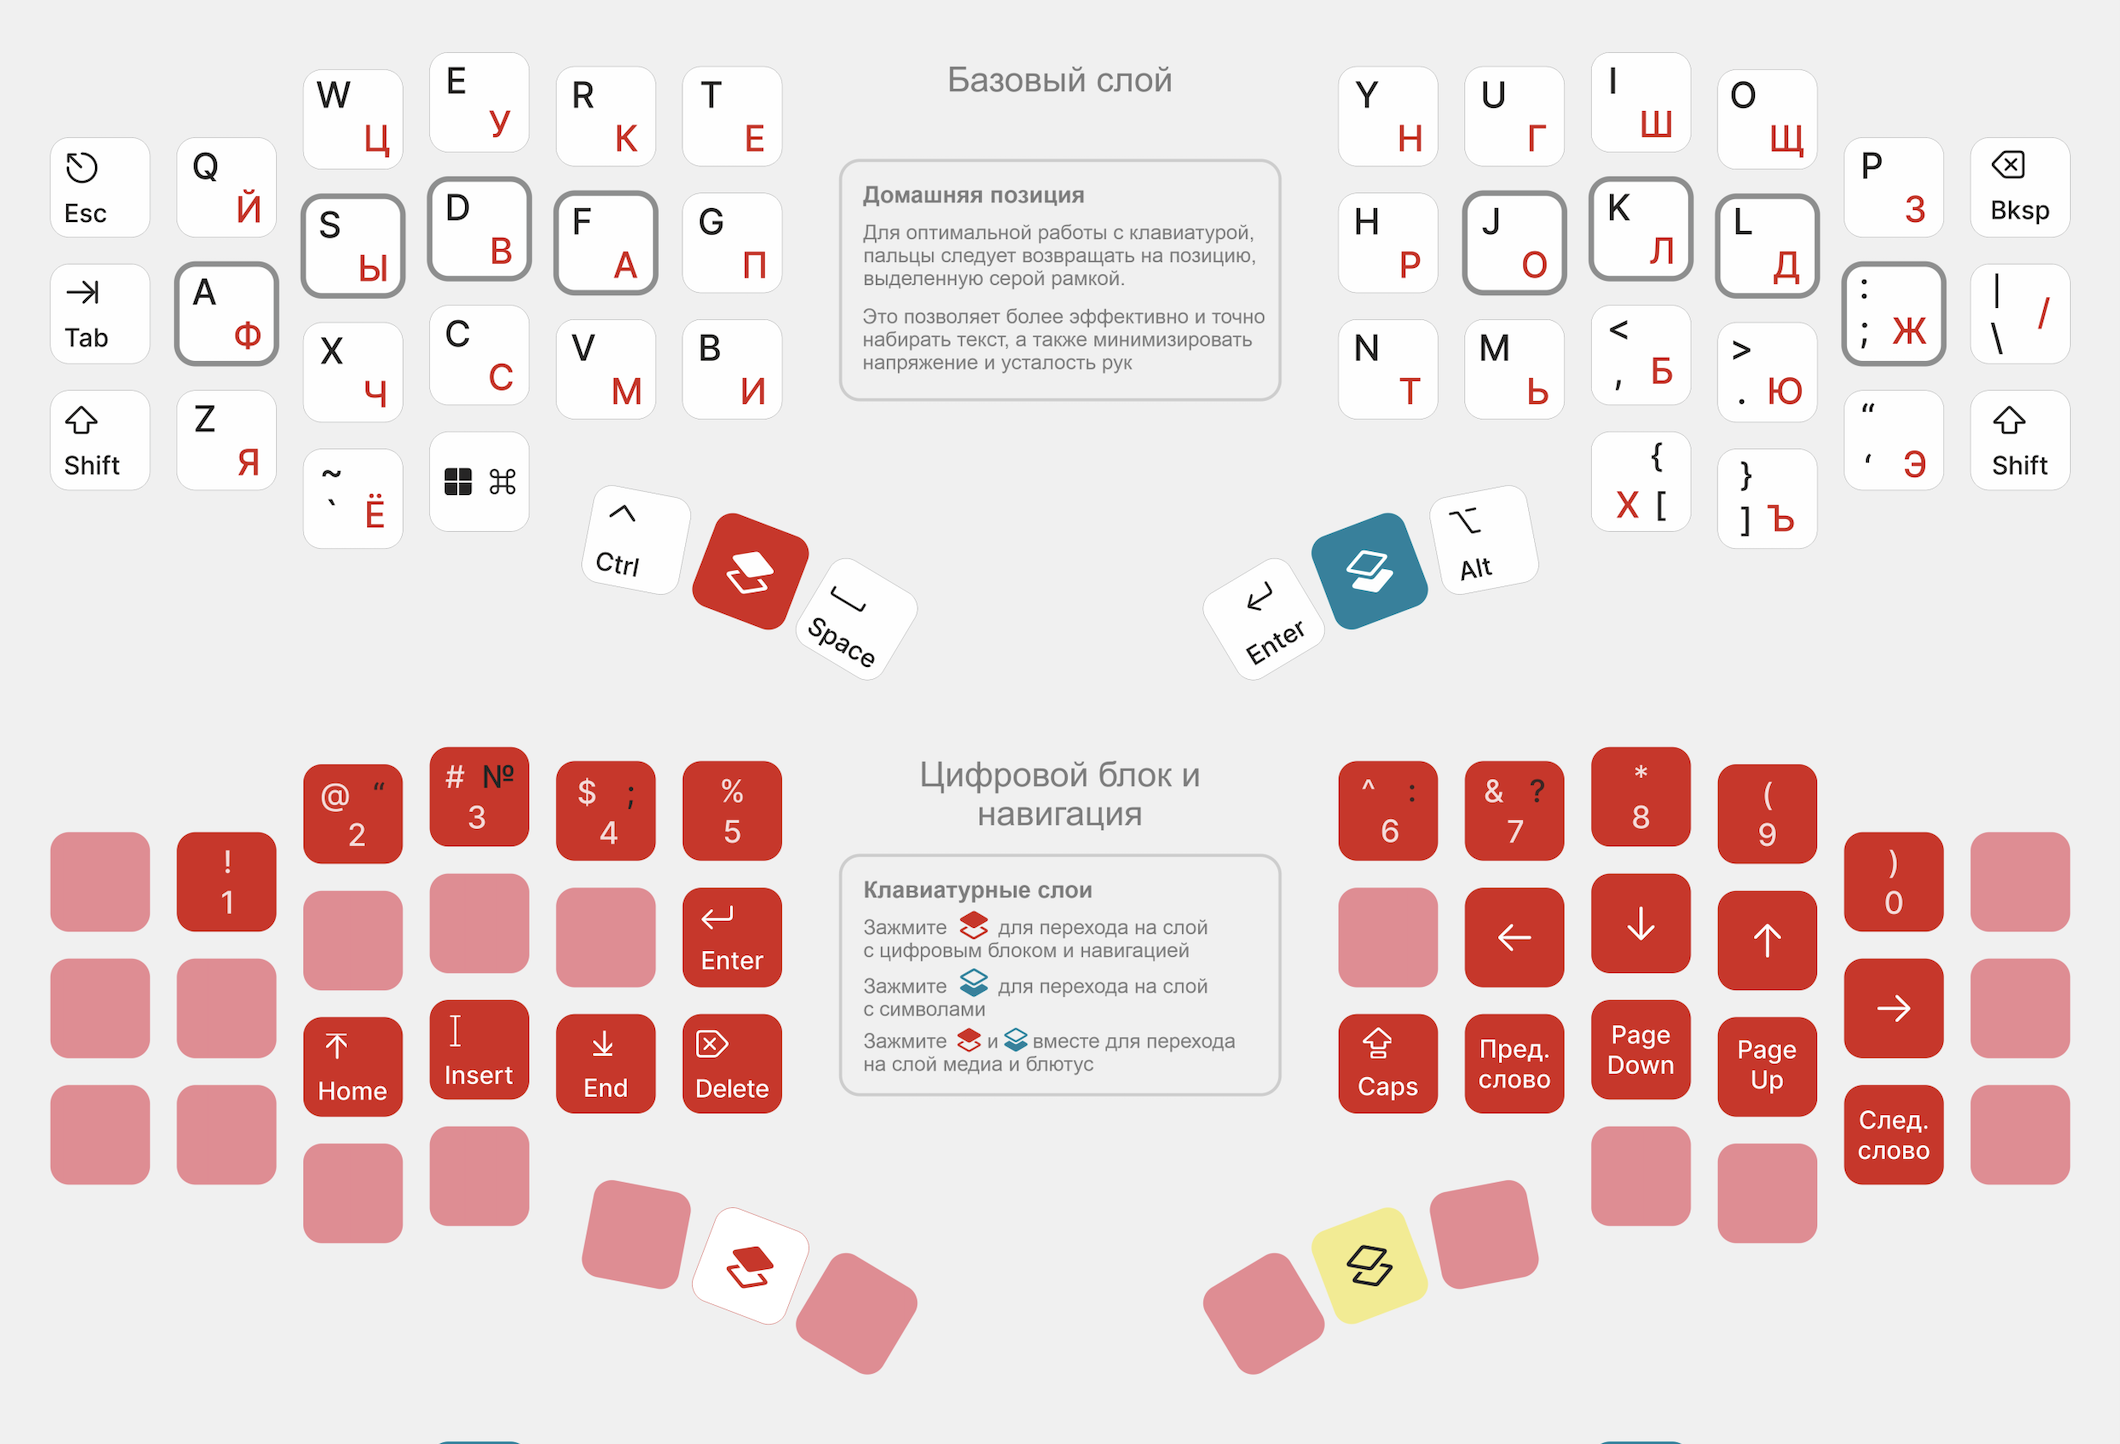 Базовый слой
W Ц
E У
R К
T Е
Y Н
U Г
I Ш
O Щ
Esc
Q Й
P З
Bksp
S Ы
D В
F А
G П
H Р
J О
K Л
L Д
Tab
A Ф
: ; Ж
| \ /
X Ч
C С
V М
B И
N Т
M Ь
< , Б
> . Ю
Shift
Z Я
“ ‘ Э
Shift
~ ` Ё
{ Х [
} ] Ъ
Домашняя позиция
Для оптимальной работы с клавиатурой,
пальцы следует возвращать на позицию,
выделенную серой рамкой.
Это позволяет более эффективно и точно
набирать текст, а также минимизировать
напряжение и усталость рук
Ctrl
Space
Enter
Alt
Цифровой блок и
навигация
@ “ 2
# № 3
$ ; 4
% 5
^ : 6
& ? 7
* 8
( 9
! 1
) 0
Enter
Home
Insert
End
Delete
Caps
Пред.
слово
Page
Down
Page
Up
След.
слово
Клавиатурные слои
Зажмите для перехода на слой
с цифровым блоком и навигацией
Зажмите для перехода на слой
с символами
Зажмите и вместе для перехода
на слой медиа и блютус